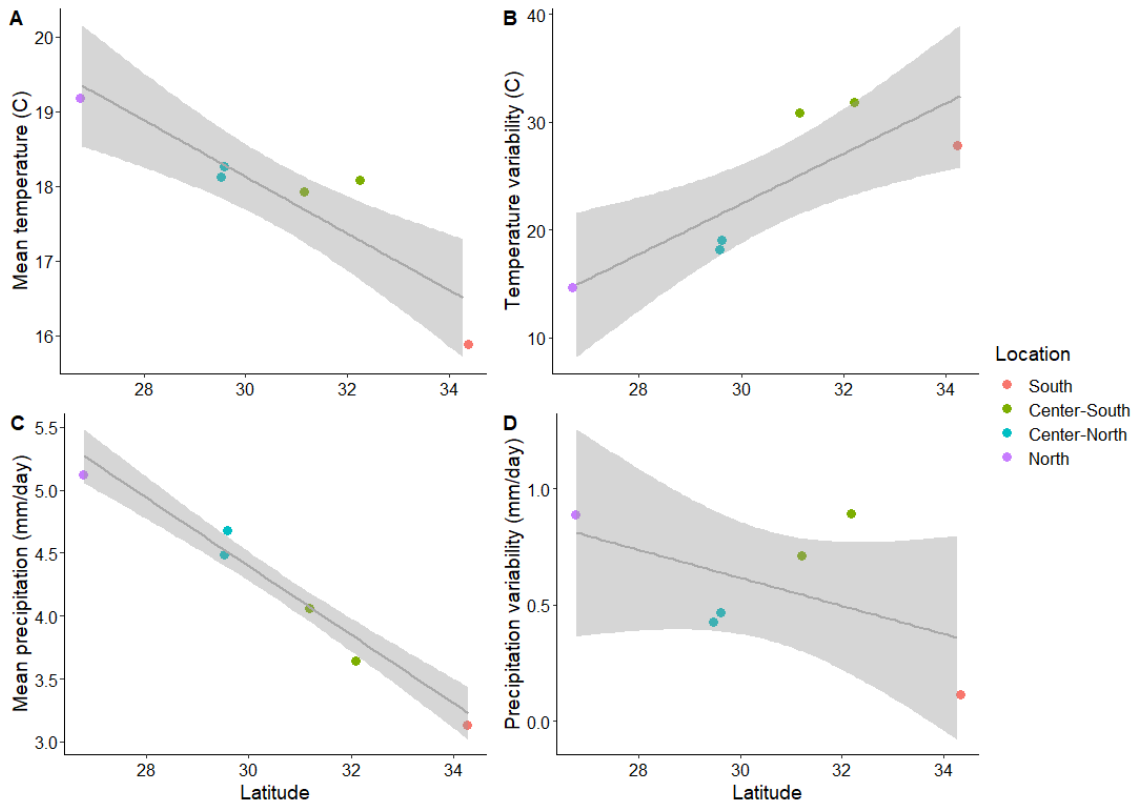 A
Mean temperature (C)
20
19
18
17
16
28
30
32
34
B
Temperature variability (C)
40
30
20
10
28
30
32
34
C
Mean precipitation (mm/day)
5.5
5.0
4.5
4.0
3.5
3.0
28
30
32
34
Latitude
D
Precipitation variability (mm/day)
1.0
0.5
0.0
28
30
32
34
Latitude
Location
South
Center-South
Center-North
North